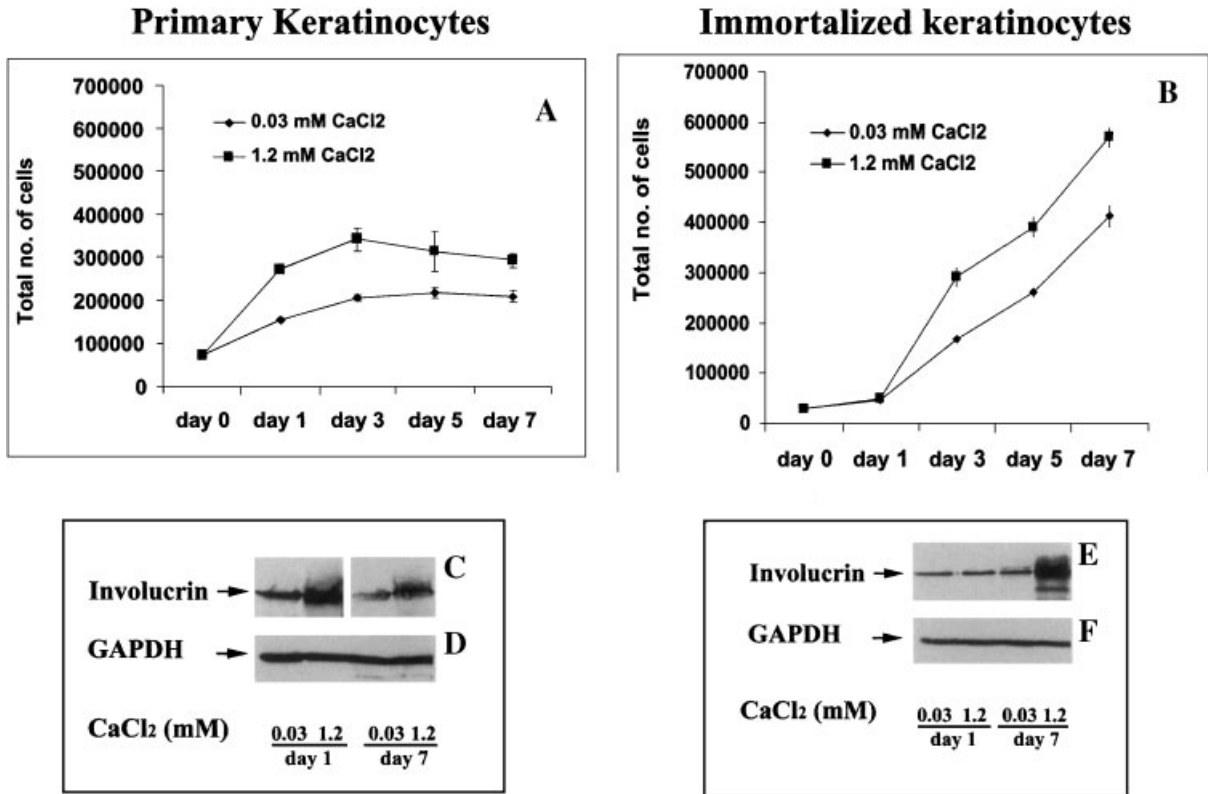 Primary Keratinocytes
700000
600000
500000
400000
300000
200000
100000
0
Total no. of cells
0.03 mM CaCl2
1.2 mM CaCl2
A
day 0 day 1 day 3 day 5 day 7
Immortalized keratinocytes
700000
600000
500000
400000
300000
200000
100000
0
Total no. of cells
0.03 mM CaCl2
1.2 mM CaCl2
B
day 0 day 1 day 3 day 5 day 7
Involucrin
C
GAPDH
D
CaCl₂ (mM)
0.03 1.2 0.03 1.2
day 1 day 7
Involucrin
E
GAPDH
F
CaCl₂ (mM)
0.03 1.2 0.03 1.2
day 1 day 7